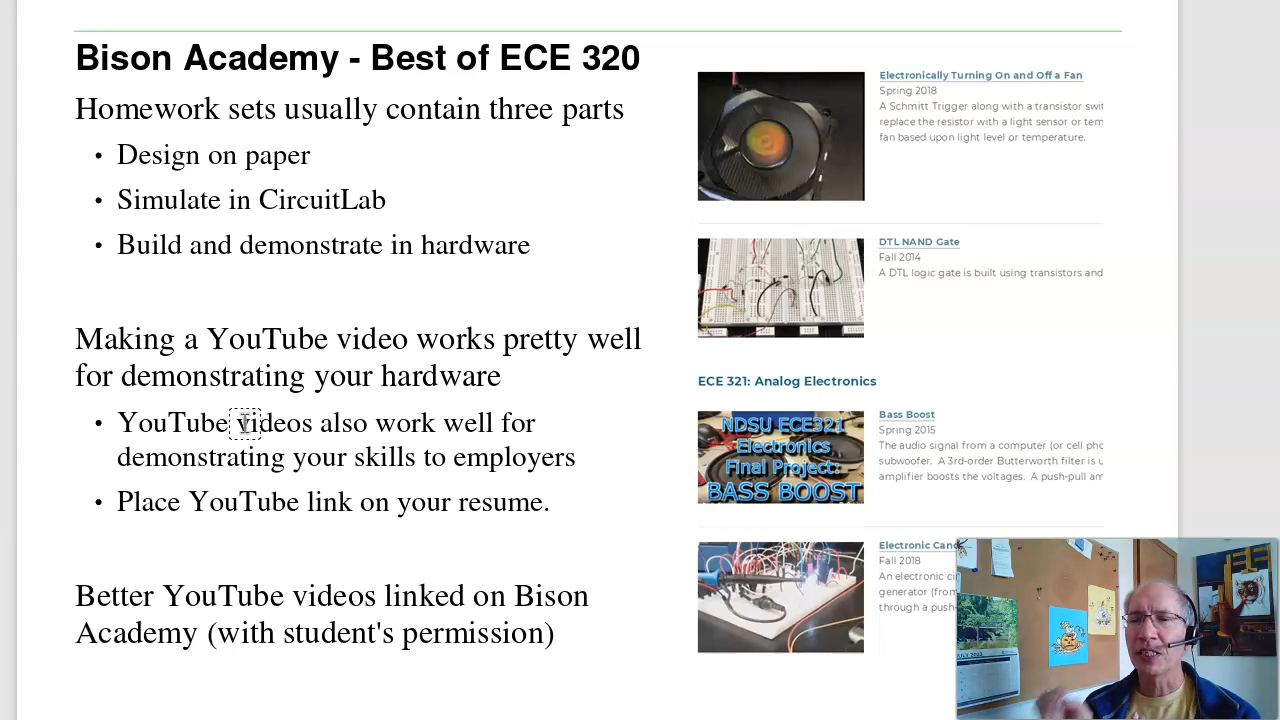 Bison Academy - Best of ECE 320
Homework sets usually contain three parts
• Design on paper
• Simulate in CircuitLab
• Build and demonstrate in hardware
Making a YouTube video works pretty well
for demonstrating your hardware
• YouTube videos also work well for
demonstrating your skills to employers
• Place YouTube link on your resume.
Better YouTube videos linked on Bison
Academy (with student's permission)
Electronically Turning On and Off a Fan
Spring 2018
A Schmitt Trigger along with a transistor swit
replace the resistor with a light sensor or tem
fan based upon light level or temperature.
DTL NAND Gate
Fall 2014
A DTL logic gate is built using transistors and
ECE 321: Analog Electronics
NDSU ECE321
Electronics
Final Project:
BASS BOOST
Bass Boost
Spring 2015
The audio signal from a computer (or cell phc
subwoofer. A 3rd-order Butterworth filter is u
amplifier boosts the voltages. A push-pull am
Electronic Canc
Fall 2018
An electronic ci
generator (from
through a push-